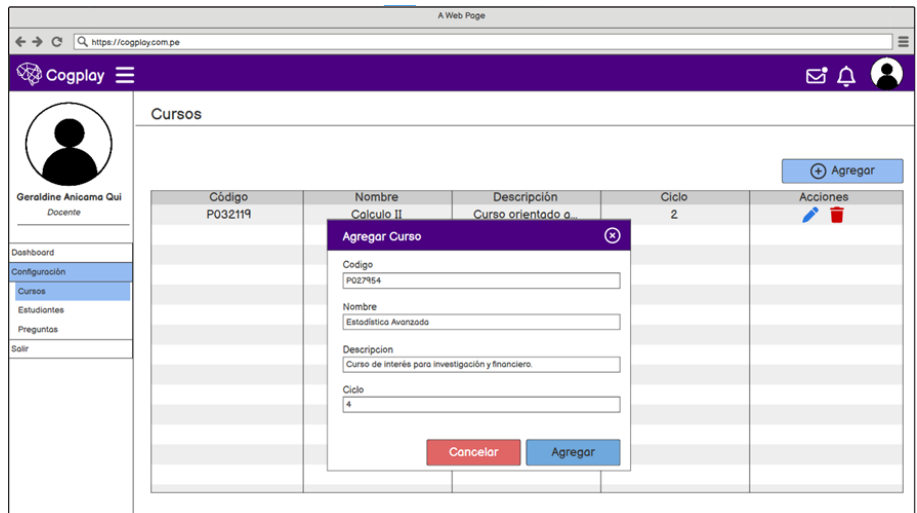 A Web Page
https://cogplay.com.pe
Cogplay
Cursos
Agregar
Geraldine Anicama Qui
Docente
Dashboard
Configuración
Cursos
Estudiantes
Preguntas
Salir
Código Nombre Descripción Ciclo Acciones
P032119 Calculo II Curso orientado a... 2
Agregar Curso
Codigo
P027954
Nombre
Estadística Avanzada
Descripcion
Curso de interés para investigación y financiero.
Ciclo
4
Cancelar Agregar